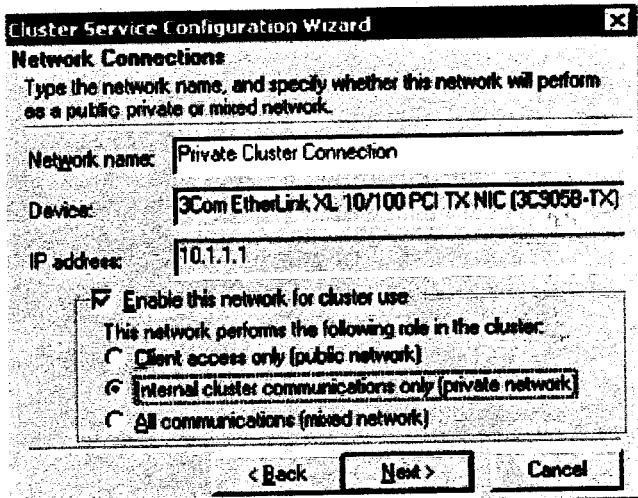 Cluster Service Configuration Wizard
Network Connections
Type the network name, and specify whether this network will perform
as a public private or mixed network.
Network name: Private Cluster Connection
Device: 3Com EtherLink XL 10/100 PCI TX NIC (3C905B-TX)
IP address: 10.1.1.1
Enable this network for cluster use
This network performs the following role in the cluster:
Client access only (public network)
Internal cluster communications only (private network)
All communications (mixed network)
< Back Next > Cancel